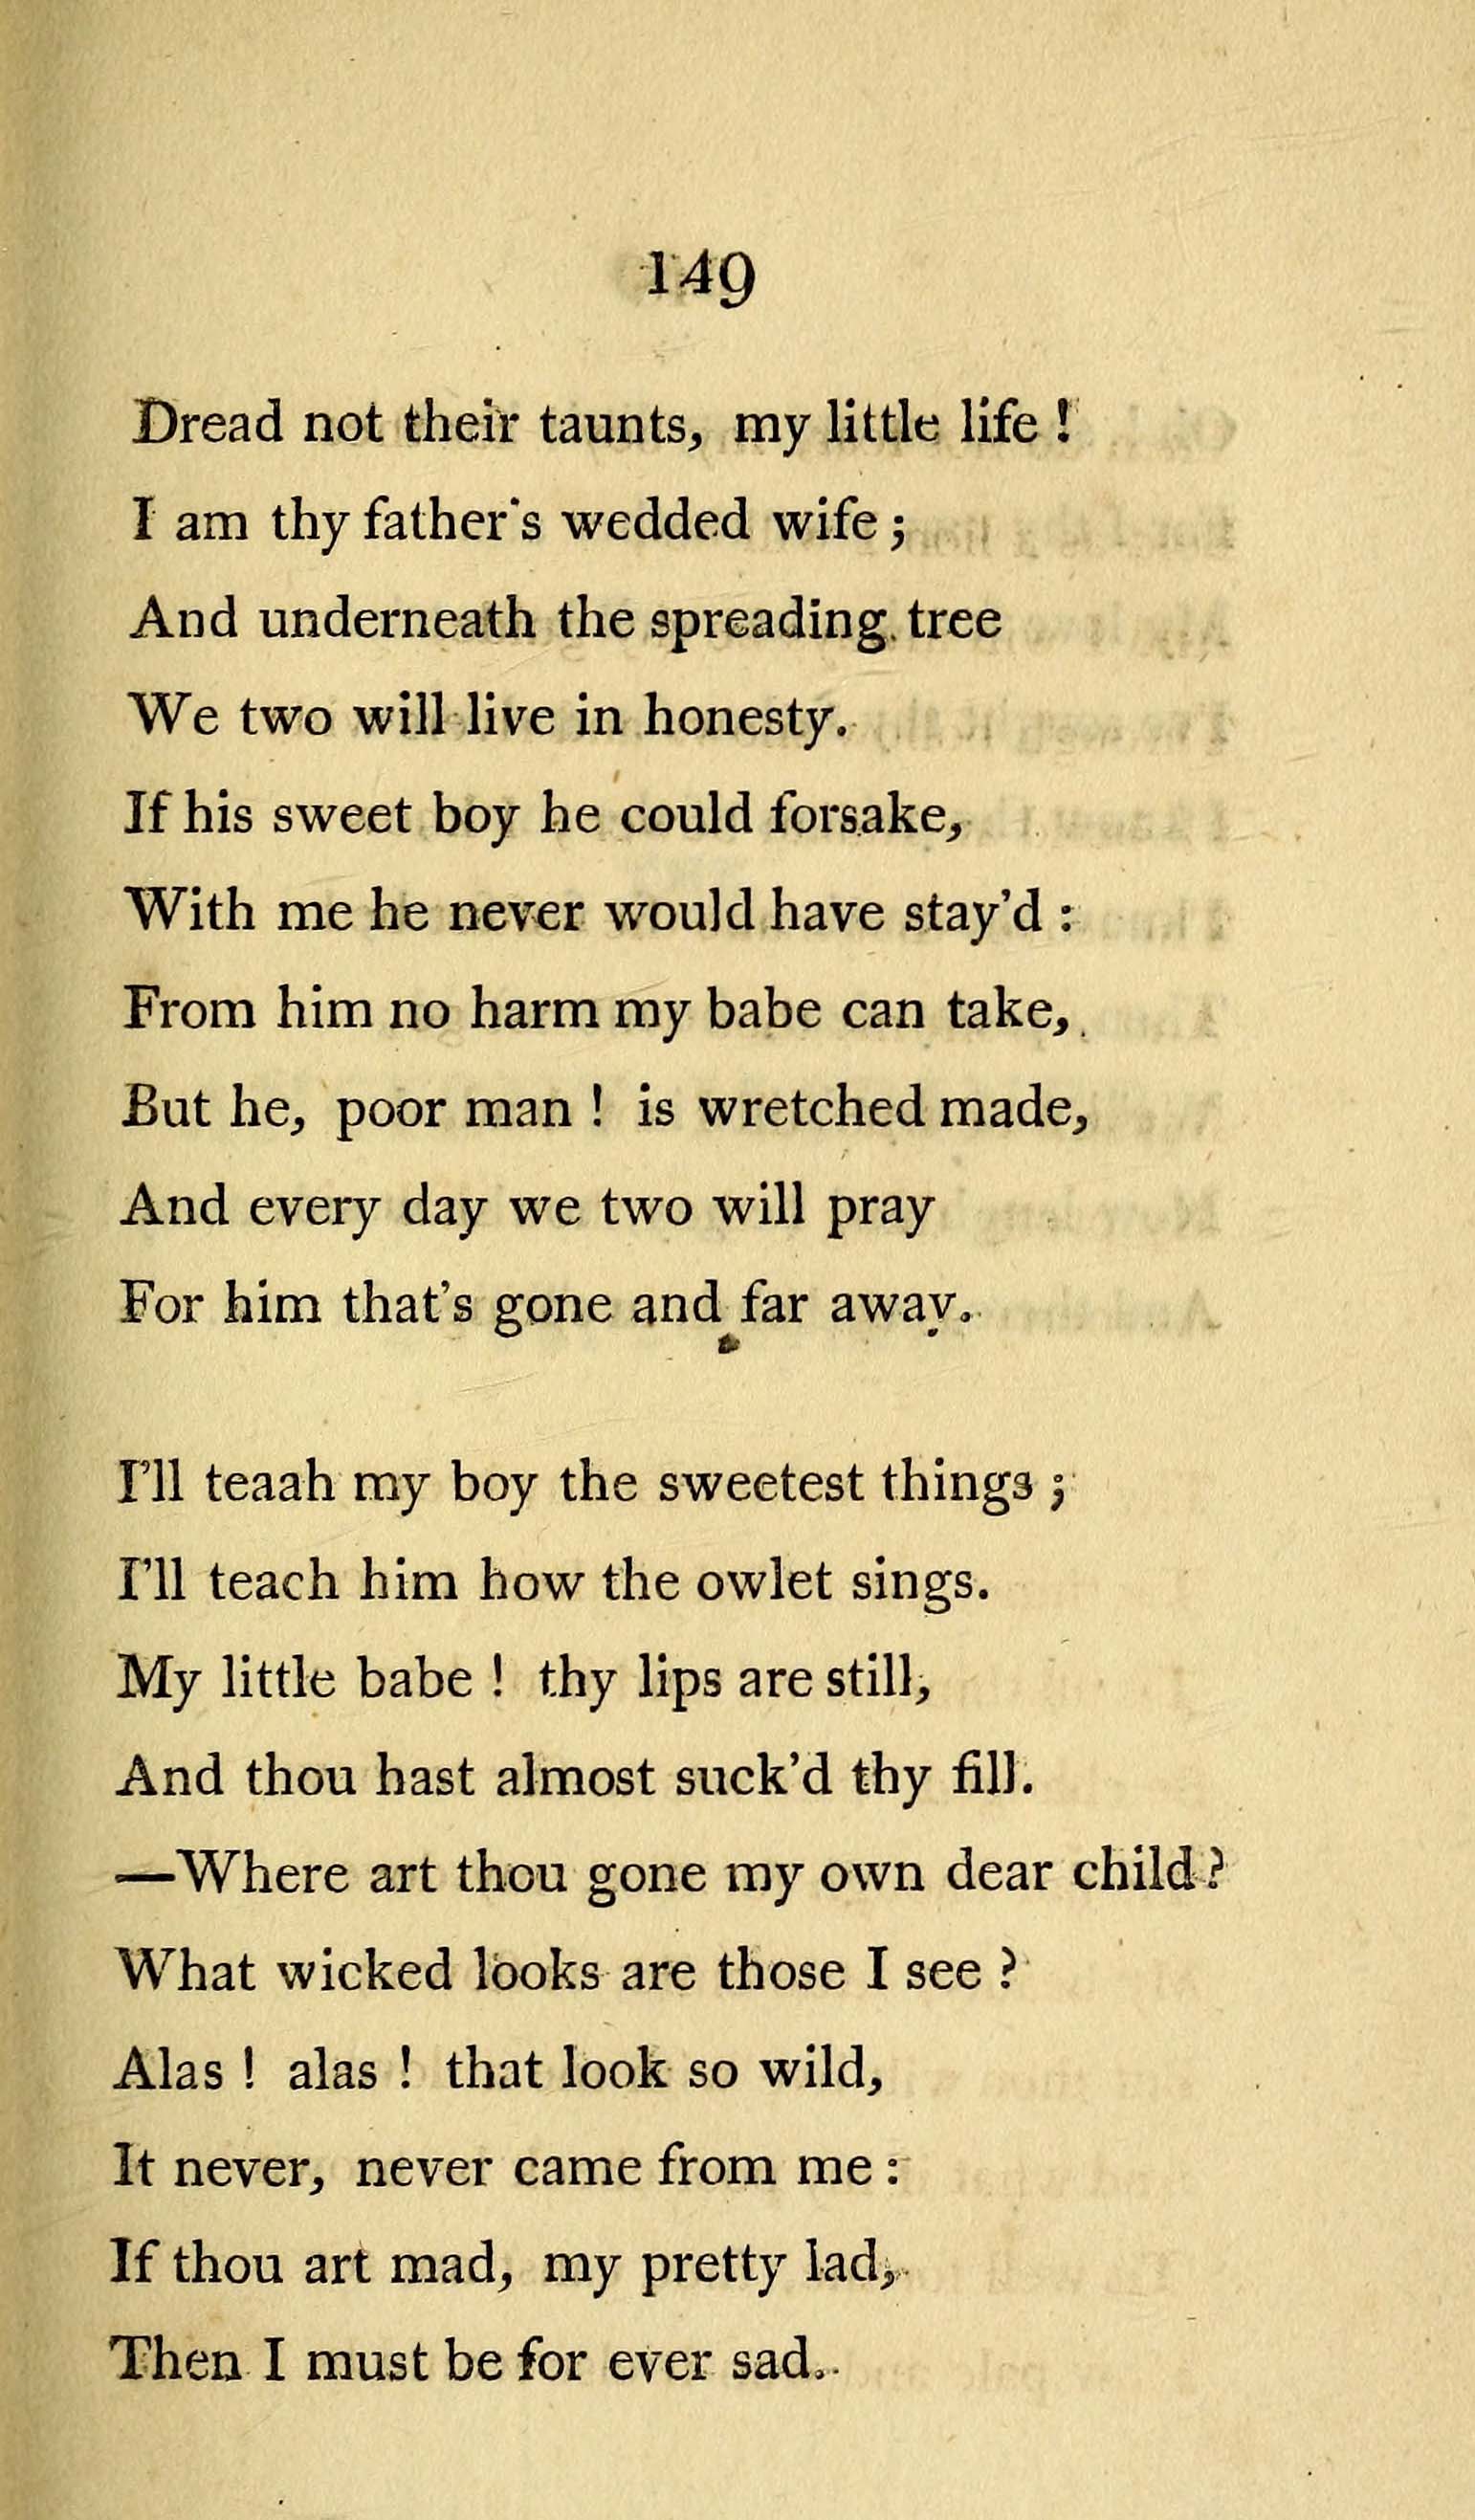 149
Dread not their taunts, my little life !
I am thy father's wedded wife ;
And underneath the spreading tree
We two will live in honesty.
If his sweet boy he could forsake,
With me he never would have stay'd :
From him no harm my babe can take,
But he, poor man ! is wretched made,
And every day we two will pray
For him that's gone and far away.
I'll teaah my boy the sweetest things ;
I'll teach him how the owlet sings.
My little babe ! thy lips are still,
And thou hast almost suck'd thy fill.
—Where art thou gone my own dear child ?
What wicked looks are those I see ?
Alas ! alas ! that look so wild,
It never, never came from me :
If thou art mad, my pretty lad,
Then I must be for ever sad.